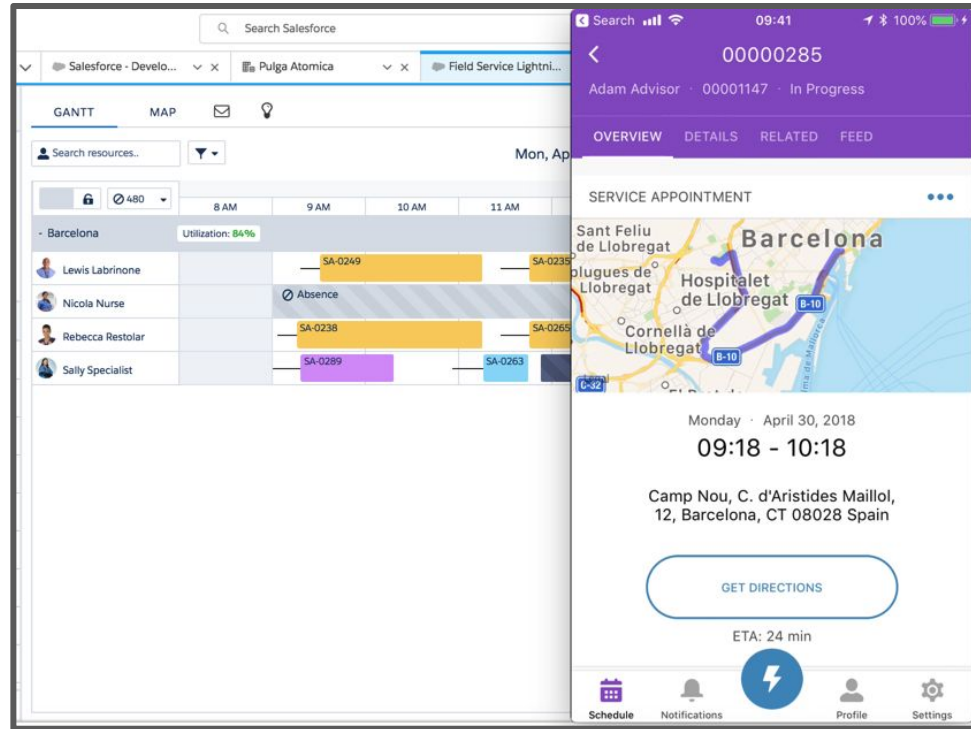 Search Salesforce
Salesforce - Develo...
Pulga Atomica
Field Service Lightni...
GANTT
MAP
Search resources..
Mon, Ap
480
8 AM
9 AM
10 AM
11 AM
- Barcelona
Utilization: 84%
Lewis Labrinone
SA-0249
SA-0235
Nicola Nurse
Absence
Rebecca Restolar
SA-0238
SA-0265
Sally Specialist
SA-0289
SA-0263
Search
09:41
100%
00000285
Adam Advisor · 00001147 · In Progress
OVERVIEW
DETAILS
RELATED
FEED
SERVICE APPOINTMENT
Sant Feliu
de Llobregat
Barcelona
plugues de
Llobregat
Hospitalet
de Llobregat
B-10
Cornellà de
Llobregat
B-10
C-32
Monday · April 30, 2018
09:18 - 10:18
Camp Nou, C. d'Aristides Maillol,
12, Barcelona, CT 08028 Spain
GET DIRECTIONS
ETA: 24 min
Schedule
Notifications
Profile
Settings